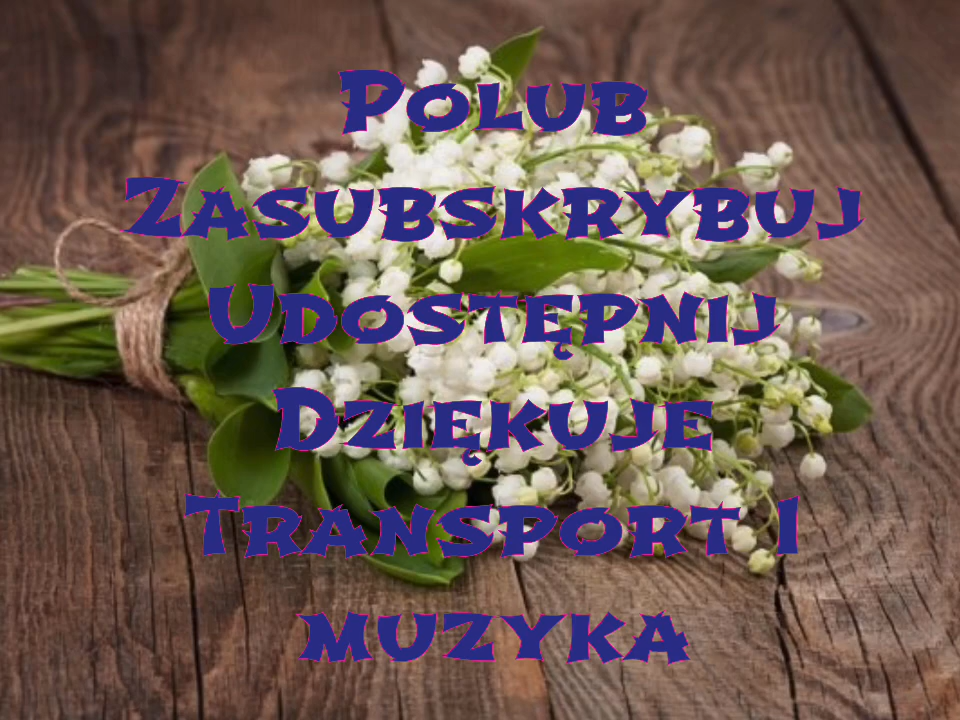 Polub
Zasubskrybuj
Udostępnij
Dziękuje
Transport I
muzyka